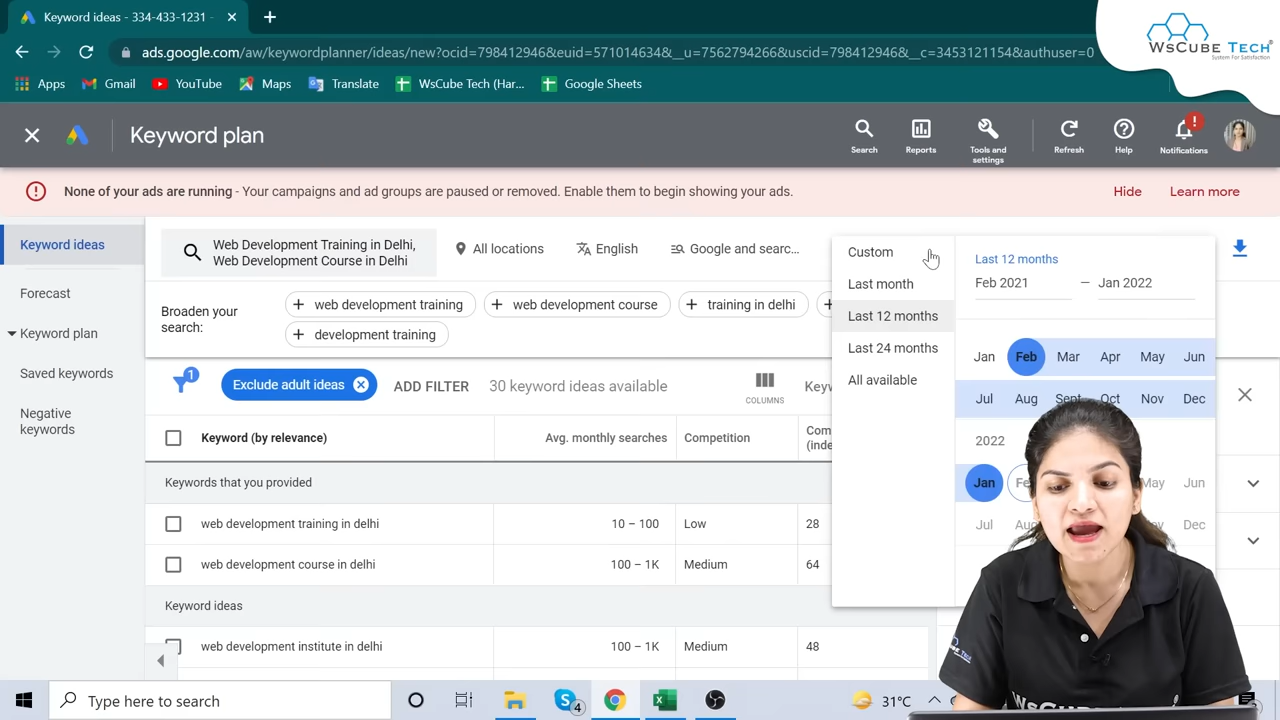 Keyword ideas - 334-433-1231 -
WsCube Tech
System For Satisfaction
ads.google.com/aw/keywordplanner/ideas/new?ocid=798412946&euid=571014634&__u=7562794266&uscid=798412946&__c=3453121154&authuser=0
Apps
Gmail
YouTube
Maps
Translate
WsCube Tech (Har...
Google Sheets
Keyword plan
Search
Reports
Tools and
settings
Refresh
Help
Notifications
None of your ads are running - Your campaigns and ad groups are paused or removed. Enable them to begin showing your ads.
Hide
Learn more
Keyword ideas
Forecast
Keyword plan
Saved keywords
Negative
keywords
Web Development Training in Delhi,
Web Development Course in Delhi
All locations
English
Google and searc...
Broaden your
search:
+ web development training
+ web development course
+ training in delhi
+
+ development training
Custom
Last month
Last 12 months
Last 24 months
All available
Last 12 months
Feb 2021 – Jan 2022
Jan Feb Mar Apr May Jun
Jul Aug Sept Oct Nov Dec
2022
Jan May Jun
Jul Dec
1
Exclude adult ideas
ADD FILTER
30 keyword ideas available
COLUMNS
Keyword (by relevance)
Avg. monthly searches
Competition
Keywords that you provided
web development training in delhi 10 – 100 Low 28
web development course in delhi 100 – 1K Medium 64
Keyword ideas
web development institute in delhi 100 – 1K Medium 48
Type here to search
4
31°C
WsCube Tech